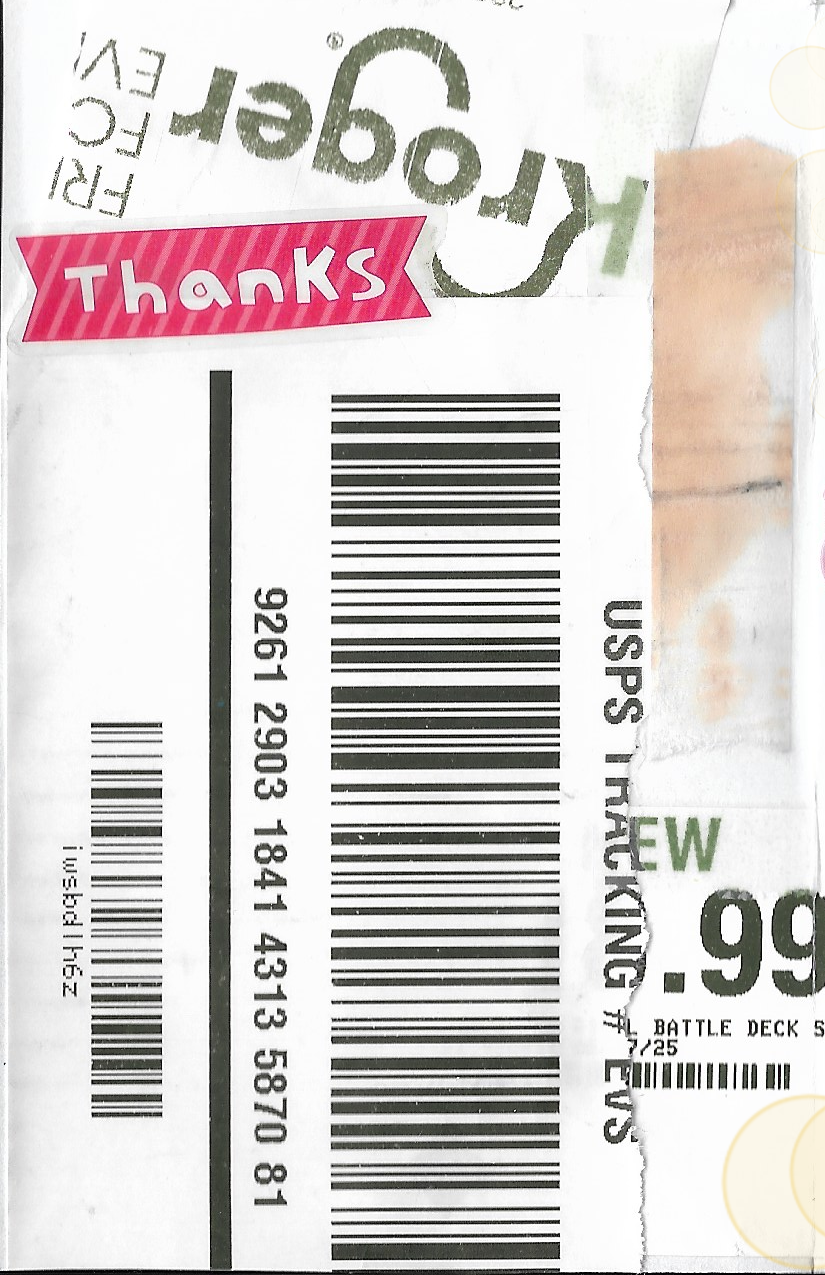 Kroger
®
FRI
FC
EV
Thanks
USPS TRACKING # EVS
9261 2903 1841 4313 5870 81
iwsbdlh6z
EW
.99
L BATTLE DECK S
7/25